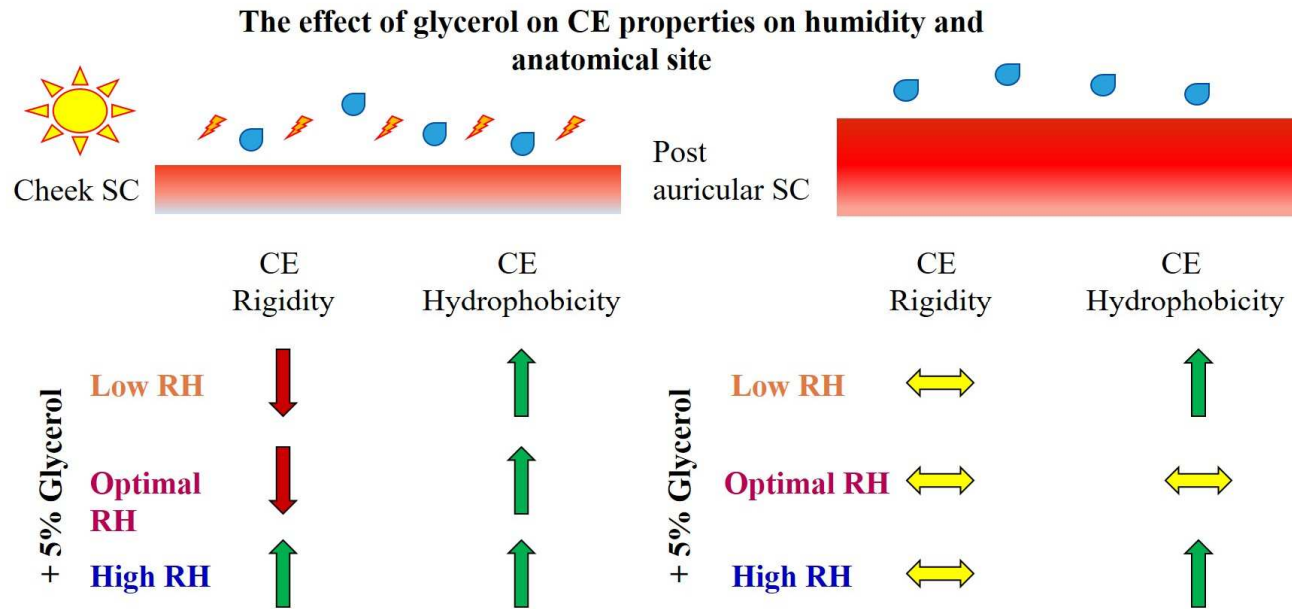 The effect of glycerol on CE properties on humidity and
anatomical site
Cheek SC
Post
auricular SC
CE
Rigidity
CE
Hydrophobicity
+ 5% Glycerol
Low RH
Optimal
RH
High RH
CE
Rigidity
CE
Hydrophobicity
+ 5% Glycerol
Low RH
Optimal RH
High RH